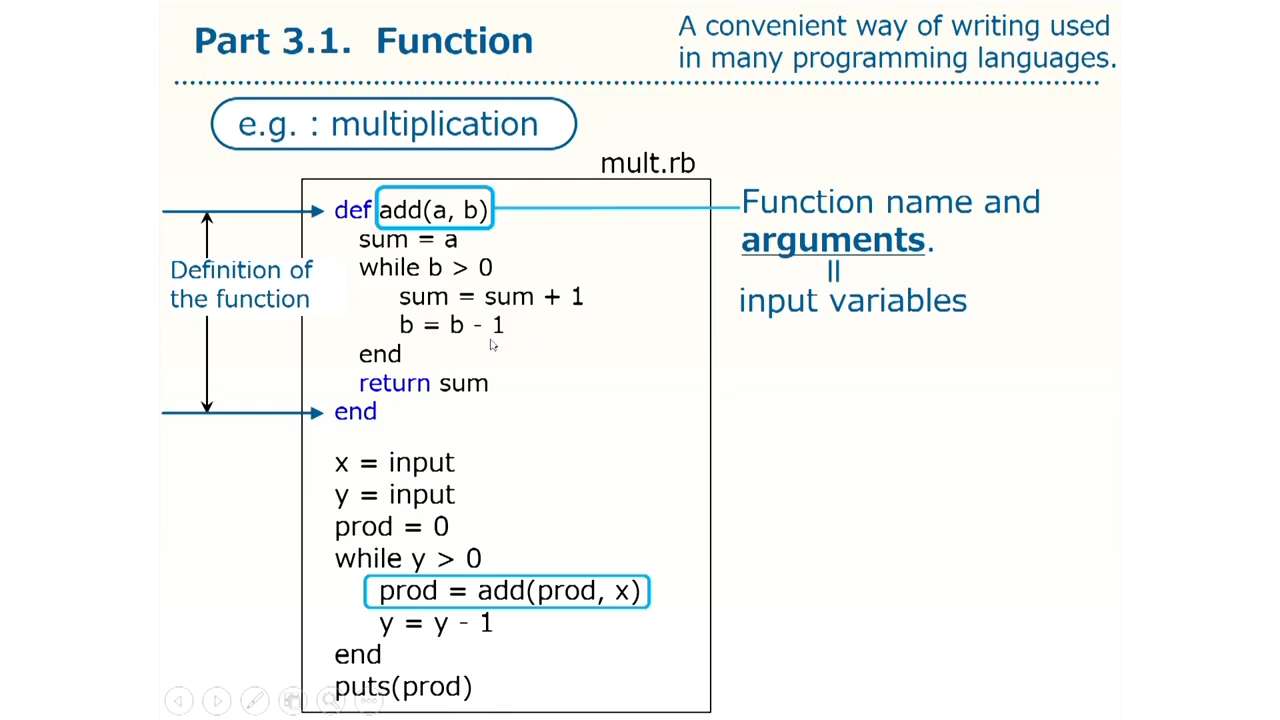 Part 3.1. Function
A convenient way of writing used
in many programming languages.
e.g. : multiplication
mult.rb
def add(a, b)
sum = a
while b > 0
sum = sum + 1
b = b - 1
end
return sum
end
Definition of
the function
Function name and
arguments.
=
input variables
x = input
y = input
prod = 0
while y > 0
prod = add(prod, x)
y = y - 1
end
puts(prod)